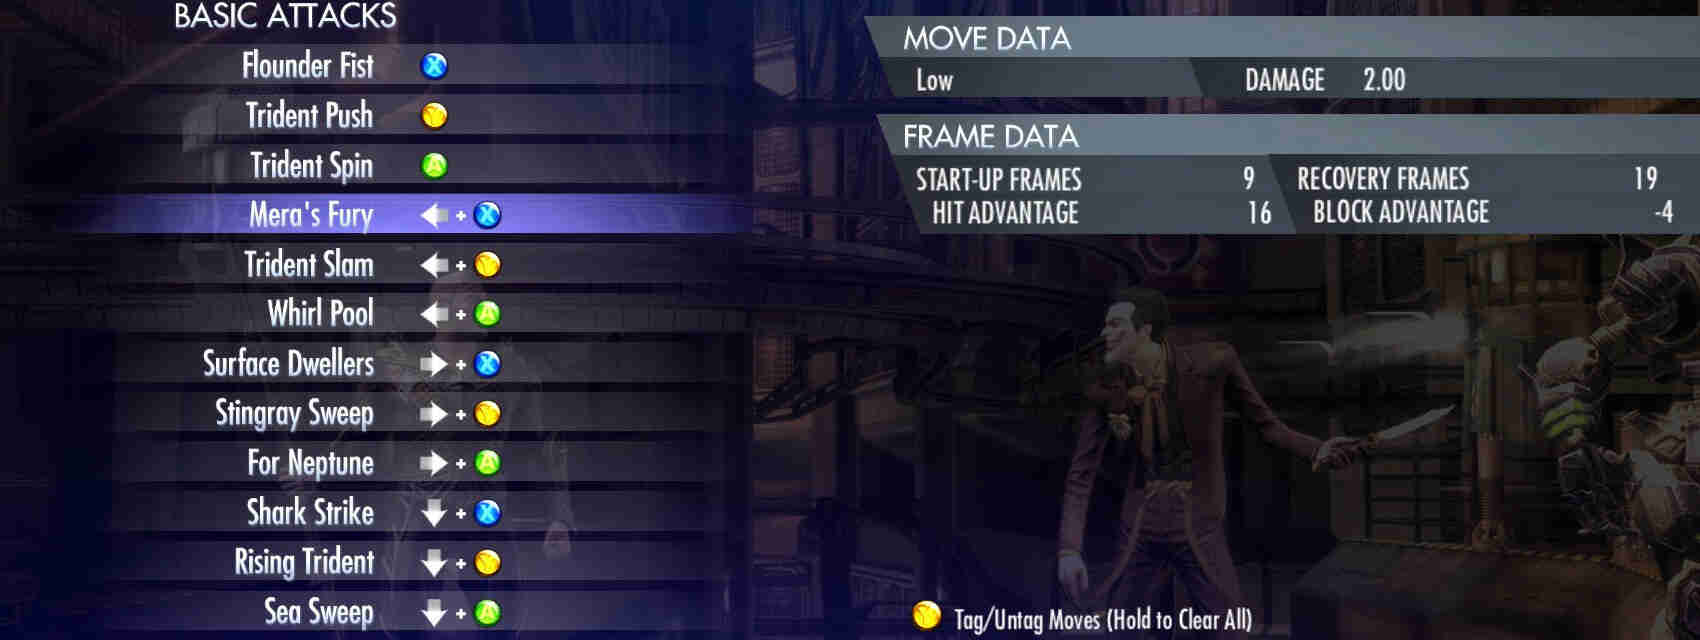 BASIC ATTACKS
Flounder Fist X
Trident Push Y
Trident Spin A
Mera's Fury + X
Trident Slam + Y
Whirl Pool + A
Surface Dwellers + X
Stingray Sweep + Y
For Neptune + A
Shark Strike + X
Rising Trident + Y
Sea Sweep + A
MOVE DATA
Low DAMAGE 2.00
FRAME DATA
START-UP FRAMES 9 RECOVERY FRAMES 19
HIT ADVANTAGE 16 BLOCK ADVANTAGE -4
Y Tag/Untag Moves (Hold to Clear All)